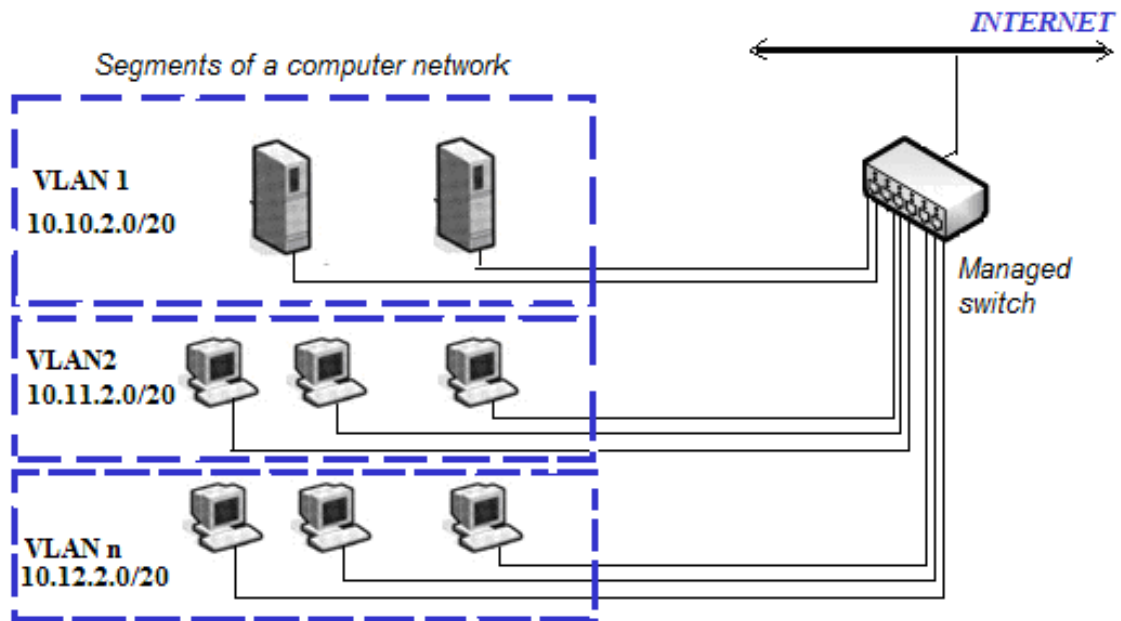 INTERNET
Segments of a computer network
VLAN 1
10.10.2.0/20
Managed
switch
VLAN2
10.11.2.0/20
VLAN n
10.12.2.0/20